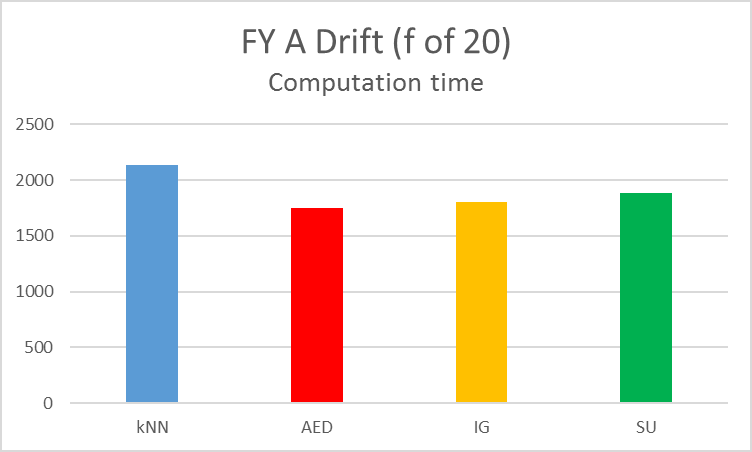 FY A Drift (f of 20)
Computation time
2500
2000
1500
1000
500
0
kNN AED IG SU